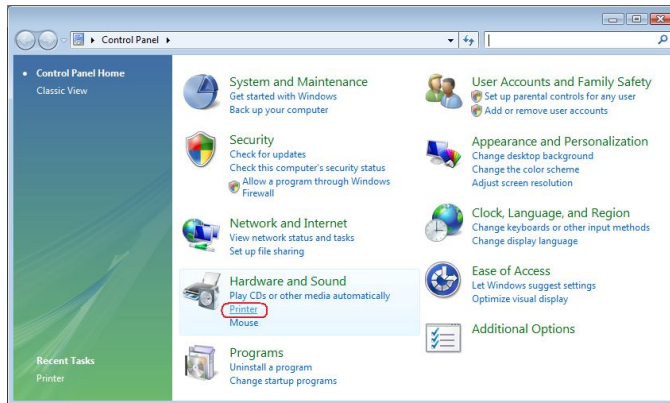 Control Panel
Control Panel Home
Classic View
System and Maintenance
Get started with Windows
Back up your computer
Security
Check for updates
Check this computer's security status
Allow a program through Windows
Firewall
Network and Internet
View network status and tasks
Set up file sharing
Hardware and Sound
Play CDs or other media automatically
Printer
Mouse
Programs
Uninstall a program
Change startup programs
User Accounts and Family Safety
Set up parental controls for any user
Add or remove user accounts
Appearance and Personalization
Change desktop background
Change the color scheme
Adjust screen resolution
Clock, Language, and Region
Change keyboards or other input methods
Change display language
Ease of Access
Let Windows suggest settings
Optimize visual display
Additional Options
Recent Tasks
Printer